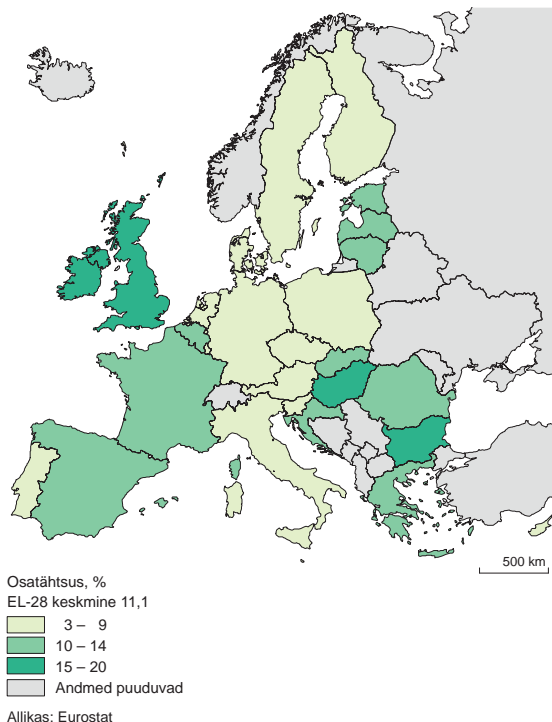 500 km
Osatähtsus, %
EL-28 keskmine 11,1
3 – 9
10 – 14
15 – 20
Andmed puuduvad
Allikas: Eurostat